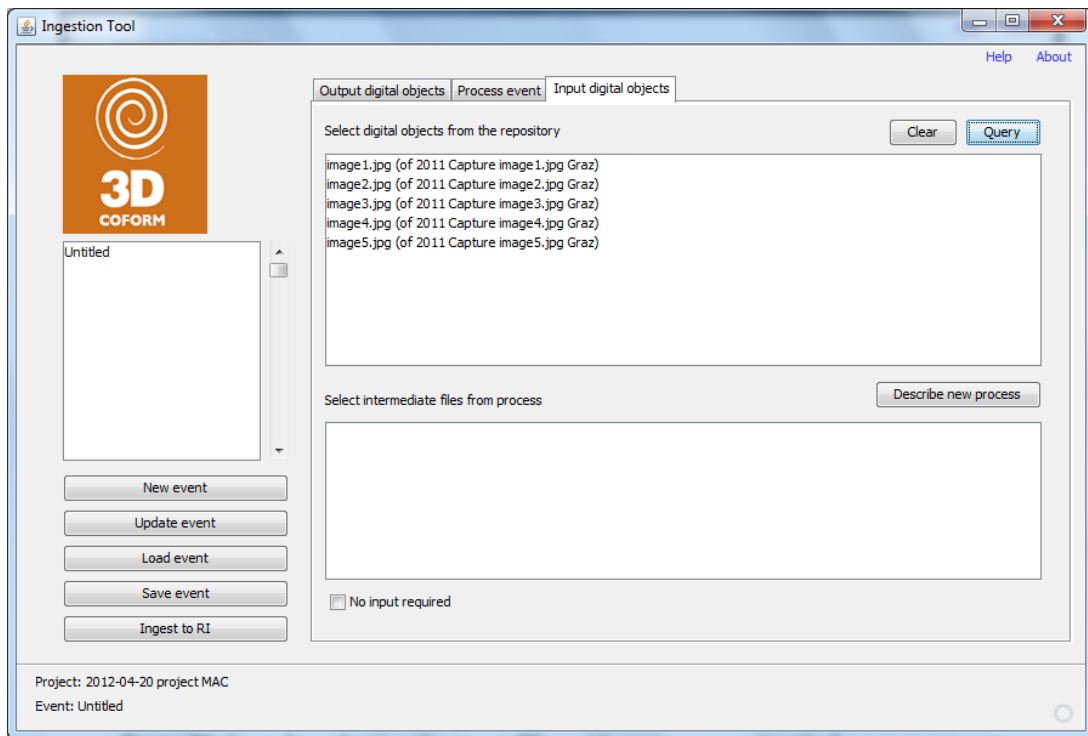 Ingestion Tool
Help About
3D
COFORM
Output digital objects Process event Input digital objects
Select digital objects from the repository
Clear Query
image1.jpg (of 2011 Capture image1.jpg Graz)
image2.jpg (of 2011 Capture image2.jpg Graz)
image3.jpg (of 2011 Capture image3.jpg Graz)
image4.jpg (of 2011 Capture image4.jpg Graz)
image5.jpg (of 2011 Capture image5.jpg Graz)
Untitled
Select intermediate files from process
Describe new process
New event
Update event
Load event
Save event
Ingest to RI
No input required
Project: 2012-04-20 project MAC
Event: Untitled